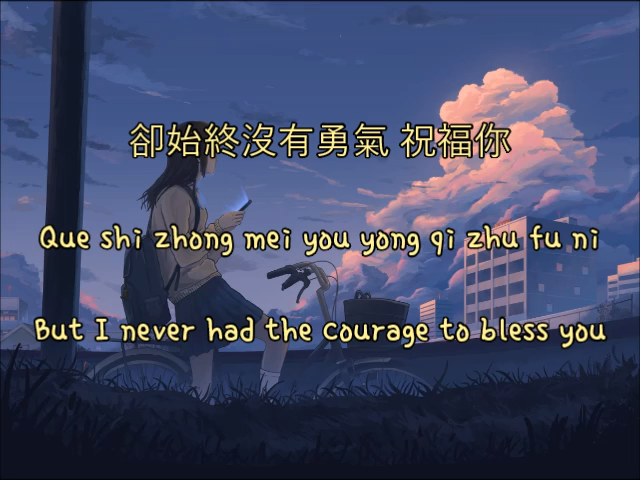 卻始終沒有勇氣 祝福你
Que shi zhong mei you yong qi zhu fu ni
But I never had the courage to bless you